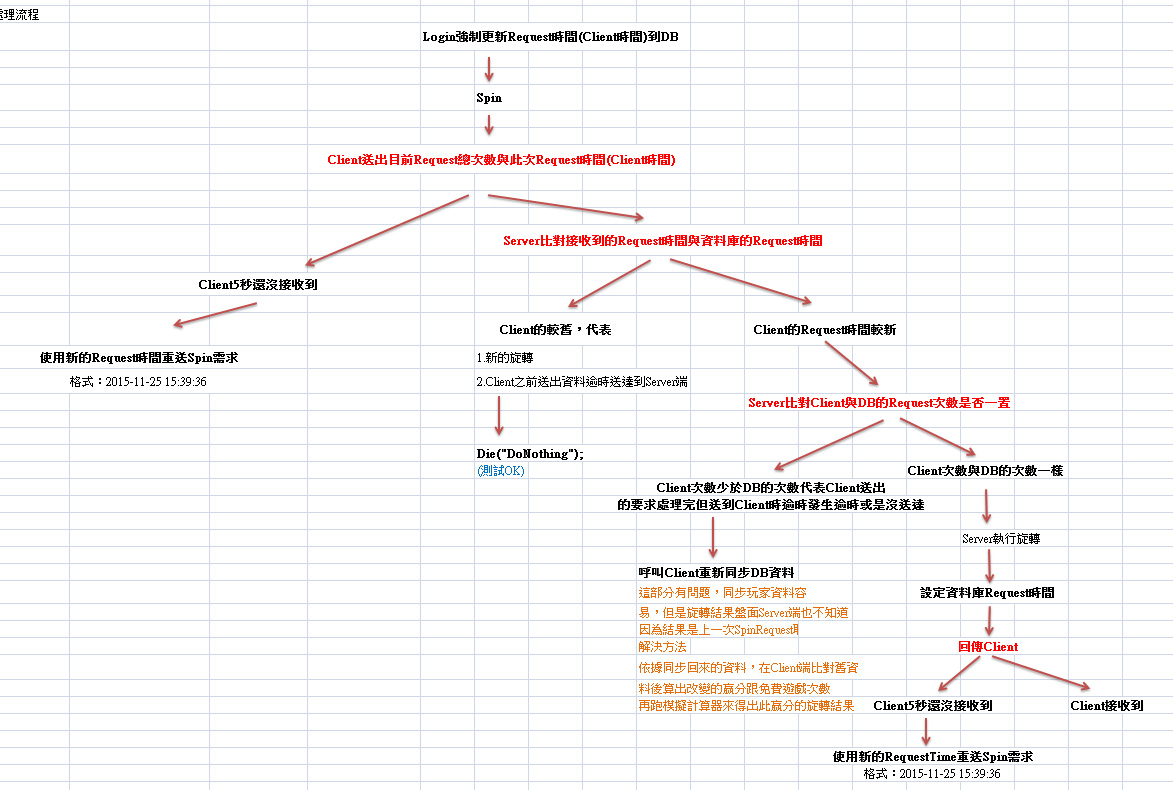 處理流程
Login強制更新Request時間(Client時間)到DB
Spin
Client送出目前Request總次數與此次Request時間(Client時間)
Server比對接收到的Request時間與資料庫的Request時間
Client5秒還沒接收到
使用新的Request時間重送Spin需求
格式：2015-11-25 15:39:36
Client的較舊，代表
1.新的旋轉
2.Client之前送出資料逾時送達到Server端
Die("DoNothing");
(測試OK)
Client的Request時間較新
Server比對Client與DB的Request次數是否一置
Client次數少於DB的次數代表Client送出
的要求處理完但送到Client時逾時發生逾時或是沒送達
呼叫Client重新同步DB資料
這部分有問題，同步玩家資料容
易，但是旋轉結果盤面Server端也不知道
因為結果是上一次SpinRequest
解決方法
依據同步回來的資料，在Client端比對舊資
料後算出改變的贏分跟免費遊戲次數
再跑模擬計算器來得出此贏分的旋轉結果
Client次數與DB的次數一樣
Server執行旋轉
設定資料庫Request時間
回傳Client
Client5秒還沒接收到
Client接收到
使用新的RequestTime重送Spin需求
格式：2015-11-25 15:39:36